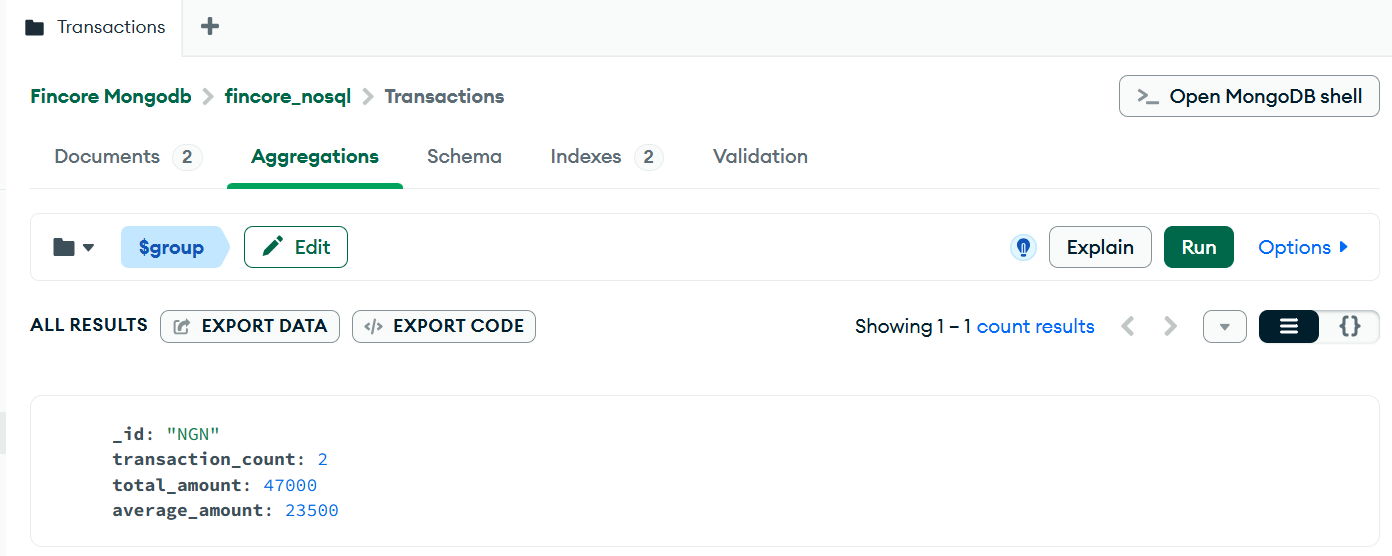 Transactions
Fincore Mongodb > fincore_nosql > Transactions
>_ Open MongoDB shell
Documents 2 Aggregations Schema Indexes 2 Validation
$group Edit Explain Run Options
ALL RESULTS EXPORT DATA </> EXPORT CODE Showing 1 – 1 count results {}
_id: "NGN"
transaction_count: 2
total_amount: 47000
average_amount: 23500